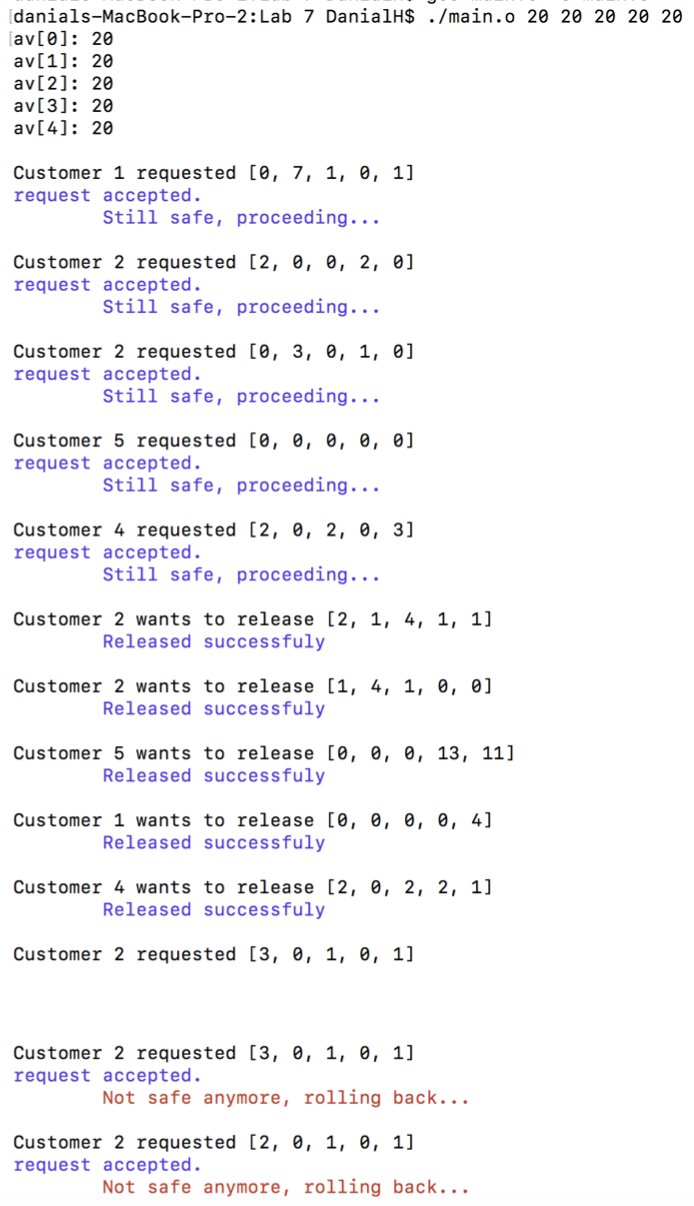 danials-MacBook-Pro-2:Lab 7 DanialH$ ./main.o 20 20 20 20 20
av[0]: 20
av[1]: 20
av[2]: 20
av[3]: 20
av[4]: 20
Customer 1 requested [0, 7, 1, 0, 1]
request accepted.
Still safe, proceeding...
Customer 2 requested [2, 0, 0, 2, 0]
request accepted.
Still safe, proceeding...
Customer 2 requested [0, 3, 0, 1, 0]
request accepted.
Still safe, proceeding...
Customer 5 requested [0, 0, 0, 0, 0]
request accepted.
Still safe, proceeding...
Customer 4 requested [2, 0, 2, 0, 3]
request accepted.
Still safe, proceeding...
Customer 2 wants to release [2, 1, 4, 1, 1]
Released successfuly
Customer 2 wants to release [1, 4, 1, 0, 0]
Released successfuly
Customer 5 wants to release [0, 0, 0, 13, 11]
Released successfuly
Customer 1 wants to release [0, 0, 0, 0, 4]
Released successfuly
Customer 4 wants to release [2, 0, 2, 2, 1]
Released successfuly
Customer 2 requested [3, 0, 1, 0, 1]
Customer 2 requested [3, 0, 1, 0, 1]
request accepted.
Not safe anymore, rolling back...
Customer 2 requested [2, 0, 1, 0, 1]
request accepted.
Not safe anymore, rolling back...